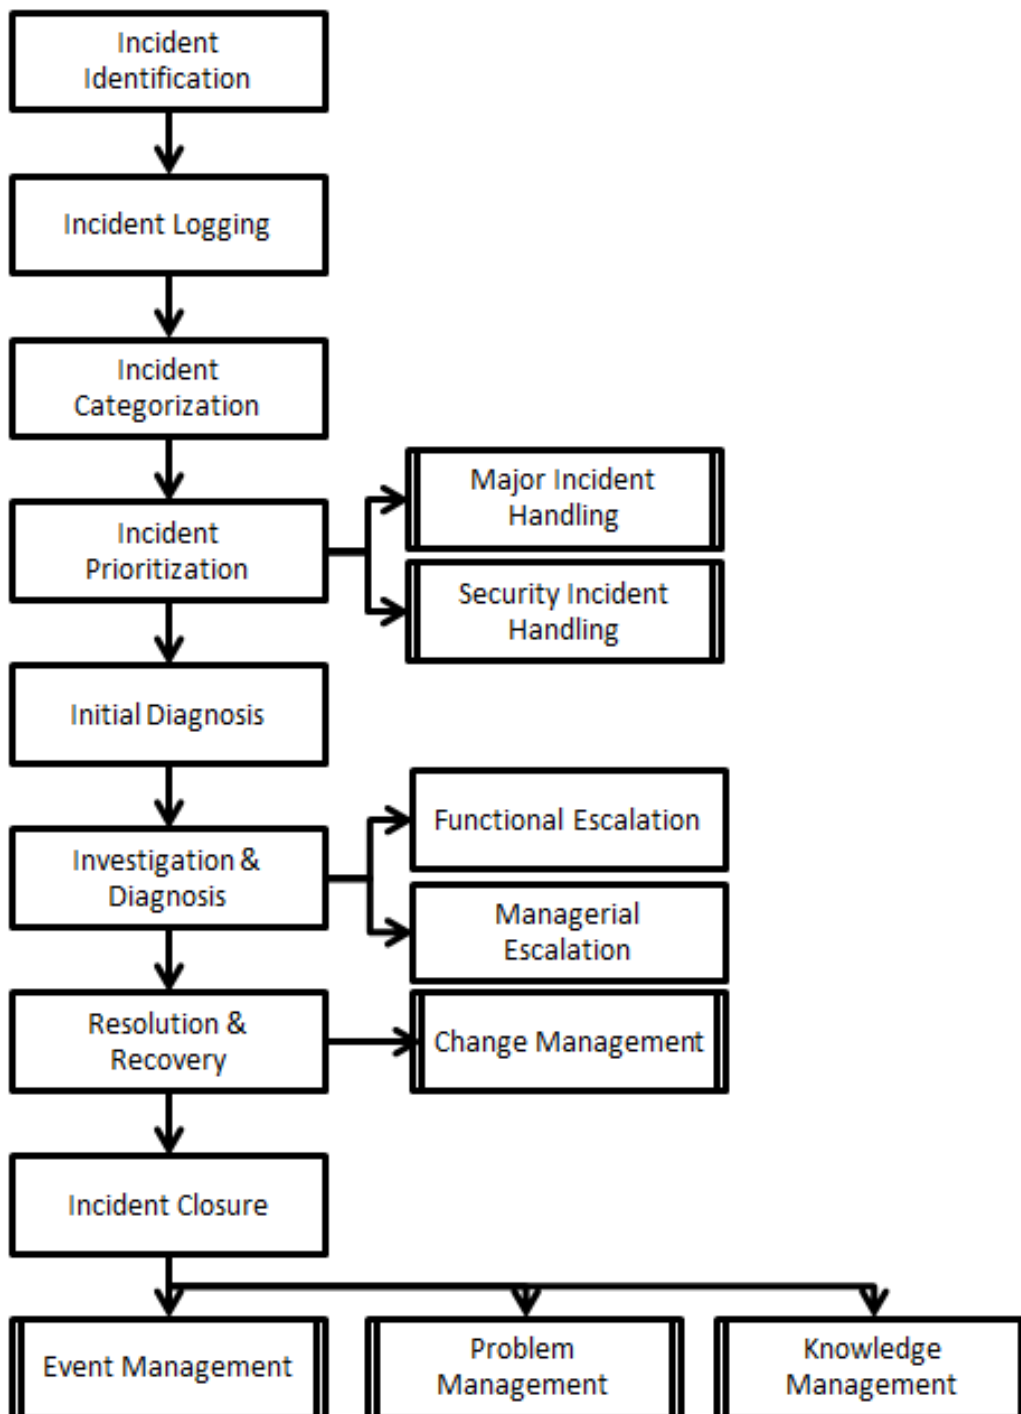 Incident
Identification
Incident Logging
Incident
Categorization
Incident
Prioritization
Major Incident
Handling
Security Incident
Handling
Initial Diagnosis
Investigation &
Diagnosis
Functional Escalation
Managerial
Escalation
Resolution &
Recovery
Change Management
Incident Closure
Event Management
Problem
Management
Knowledge
Management